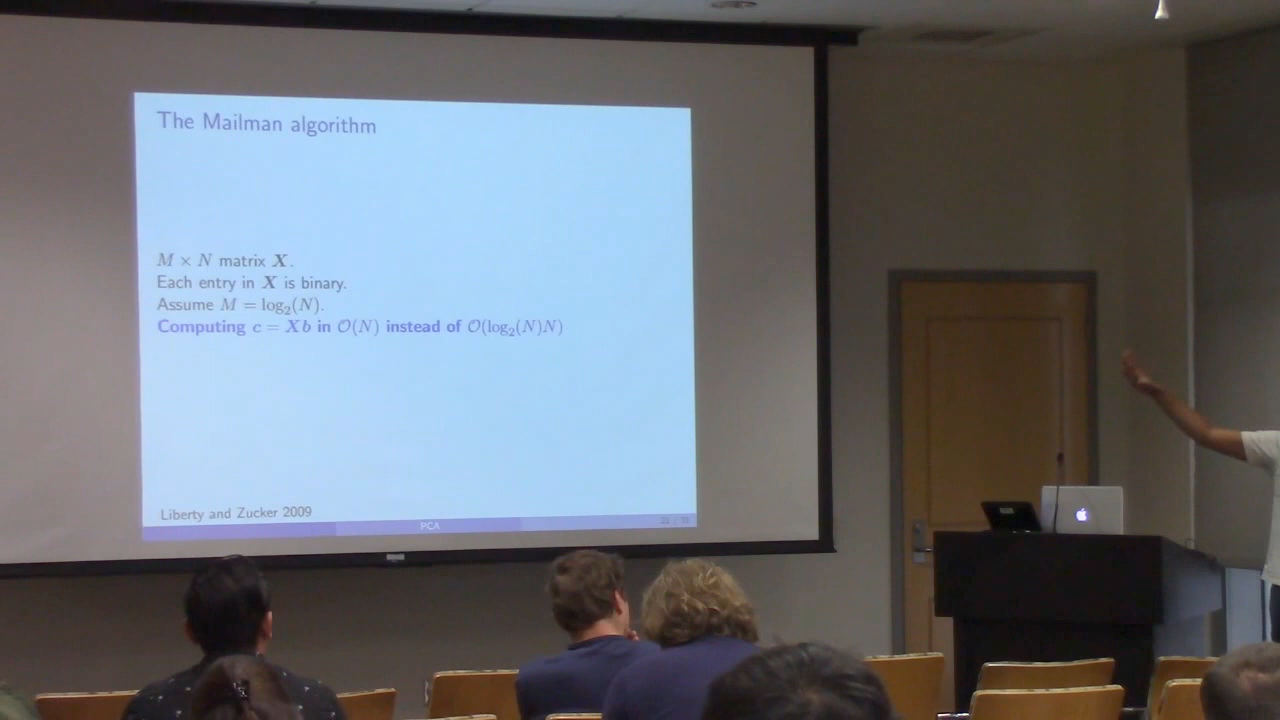 The Mailman algorithm
M × N matrix X.
Each entry in X is binary.
Assume M = log₂(N).
Computing c = Xb in O(N) instead of O(log₂(N)N)
Liberty and Zucker 2009
PCA